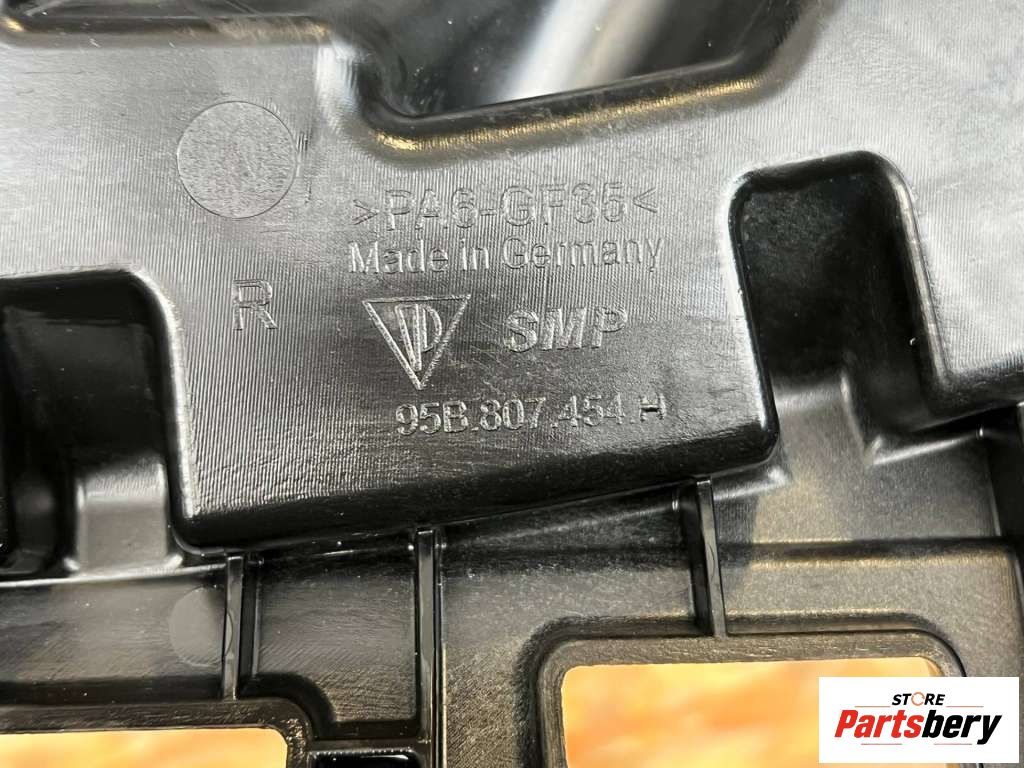 >PA6-GF35<
Made in Germany
R
SMP
95B.807.454.H
STORE
Partsbery